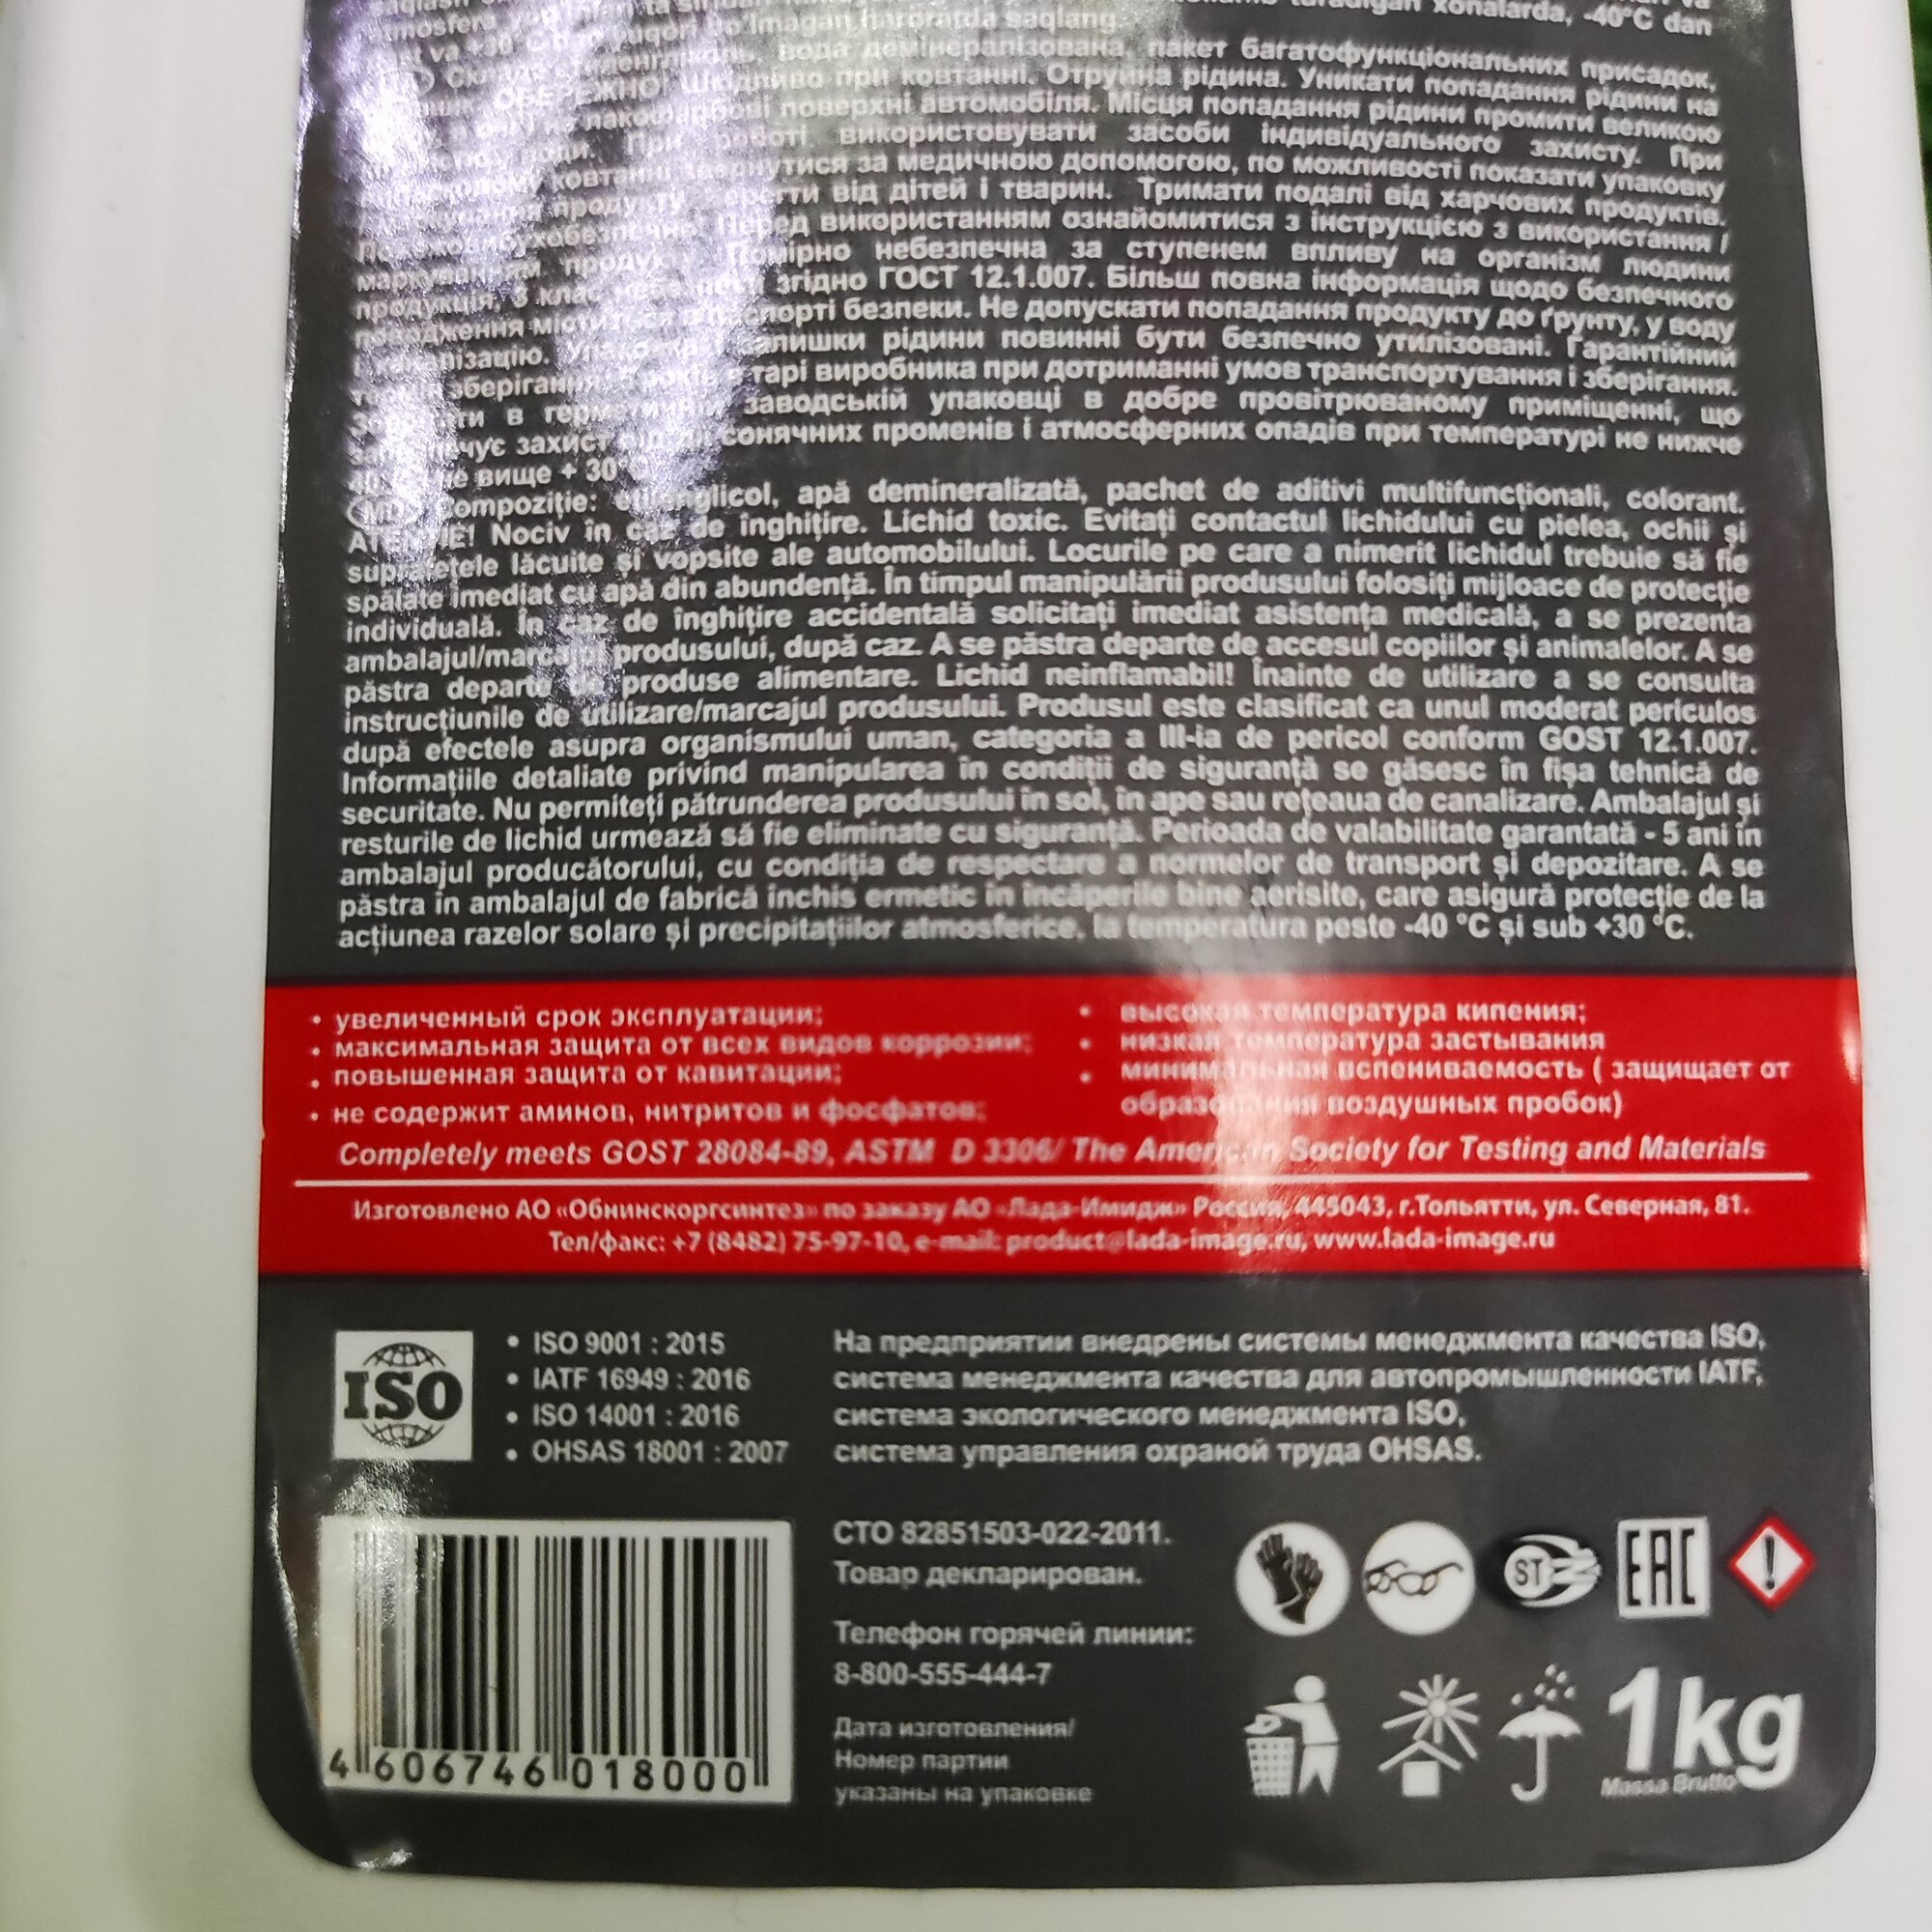 saqlang.
xonalarda, -40°C dan
вода демінералізована, пакет багатофункціональних присадок,
ОБЕРЕЖНО! Шкідливо при ковтанні. Отруйна рідина. Уникати попадання рідини на
поверхні автомобіля. Місця попадання рідини промити великою
При роботі використовувати засоби індивідуального захисту. При
ковтанні звернутися за медичною допомогою, по можливості показати упаковку
продукту. від дітей і тварин. Тримати подалі від харчових продуктів.
Перед використанням ознайомитися з інструкцією з використання /
Помірно небезпечна за ступенем впливу на організм людини
згідно ГОСТ 12.1.007. Більш повна інформація щодо безпечного
безпеки. Не допускати попадання продукту до ґрунту, у воду
залишки рідини повинні бути безпечно утилізовані. Гарантійний
тарі виробника при дотриманні умов транспортування і зберігання.
в заводській упаковці в добре провітрюваному приміщенні, що
захист сонячних променів і атмосферних опадів при температурі не нижче
вище + 30
MD Compoziție: etilenglicol, apă demineralizată, pachet de aditivi multifuncționali, colorant.
ATENȚIE! Nociv în caz de înghițire. Lichid toxic. Evitați contactul lichidului cu pielea, ochii și
suprafețele lăcuite și vopsite ale automobilului. Locurile pe care a nimerit lichidul trebuie să fie
spălate imediat cu apă din abundență. În timpul manipulării produsului folosiți mijloace de protecție
individuală. În caz de înghițire accidentală solicitați imediat asistența medicală, a se prezenta
ambalajul/marcajul produsului, după caz. A se păstra departe de accesul copiilor și animalelor. A se
păstra departe de produse alimentare. Lichid neinflamabil! Înainte de utilizare a se consulta
instrucțiunile de utilizare/marcajul produsului. Produsul este clasificat ca unul moderat periculos
după efectele asupra organismului uman, categoria a III-ia de pericol conform GOST 12.1.007.
Informațiile detaliate privind manipularea în condiții de siguranță se găsesc în fișa tehnică de
securitate. Nu permiteți pătrunderea produsului în sol, în ape sau rețeaua de canalizare. Ambalajul și
resturile de lichid urmează să fie eliminate cu siguranță. Perioada de valabilitate garantată - 5 ani în
ambalajul producătorului, cu condiția de respectare a normelor de transport și depozitare. A se
păstra în ambalajul de fabrică închis ermetic în încăperile bine aerisite, care asigură protecție de la
acțiunea razelor solare și precipitațiilor atmosferice, la temperatura peste -40 °C și sub +30 °C.
• увеличенный срок эксплуатации;
• максимальная защита от всех видов коррозии;
• повышенная защита от кавитации;
• не содержит аминов, нитритов и фосфатов;
• высокая температура кипения;
• низкая температура застывания
• минимальная вспениваемость ( защищает от
образования воздушных пробок)
Completely meets GOST 28084-89, ASTM D 3306/ The American Society for Testing and Materials
Изготовлено АО «Обнинскоргсинтез» по заказу АО «Лада-Имидж» Россия, 445043, г.Тольятти, ул. Северная, 81.
Тел/факс: +7 (8482) 75-97-10, e-mail: product@lada-image.ru, www.lada-image.ru
ISO
• ISO 9001 : 2015
• IATF 16949 : 2016
• ISO 14001 : 2016
• OHSAS 18001 : 2007
На предприятии внедрены системы менеджмента качества ISO,
система менеджмента качества для автопромышленности IATF,
система экологического менеджмента ISO,
система управления охраной труда OHSAS.
4 606746 018000
СТО 82851503-022-2011.
Товар декларирован.
Телефон горячей линии:
8-800-555-444-7
Дата изготовления/
Номер партии
указаны на упаковке
ST
EAC
1kg
Massa Brutto